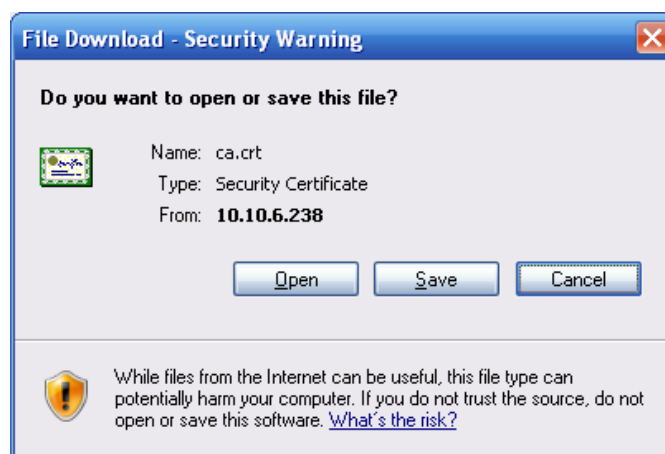 File Download - Security Warning
Do you want to open or save this file?
Name: ca.crt
Type: Security Certificate
From: 10.10.6.238
Open Save Cancel
While files from the Internet can be useful, this file type can
potentially harm your computer. If you do not trust the source, do not
open or save this software. What's the risk?